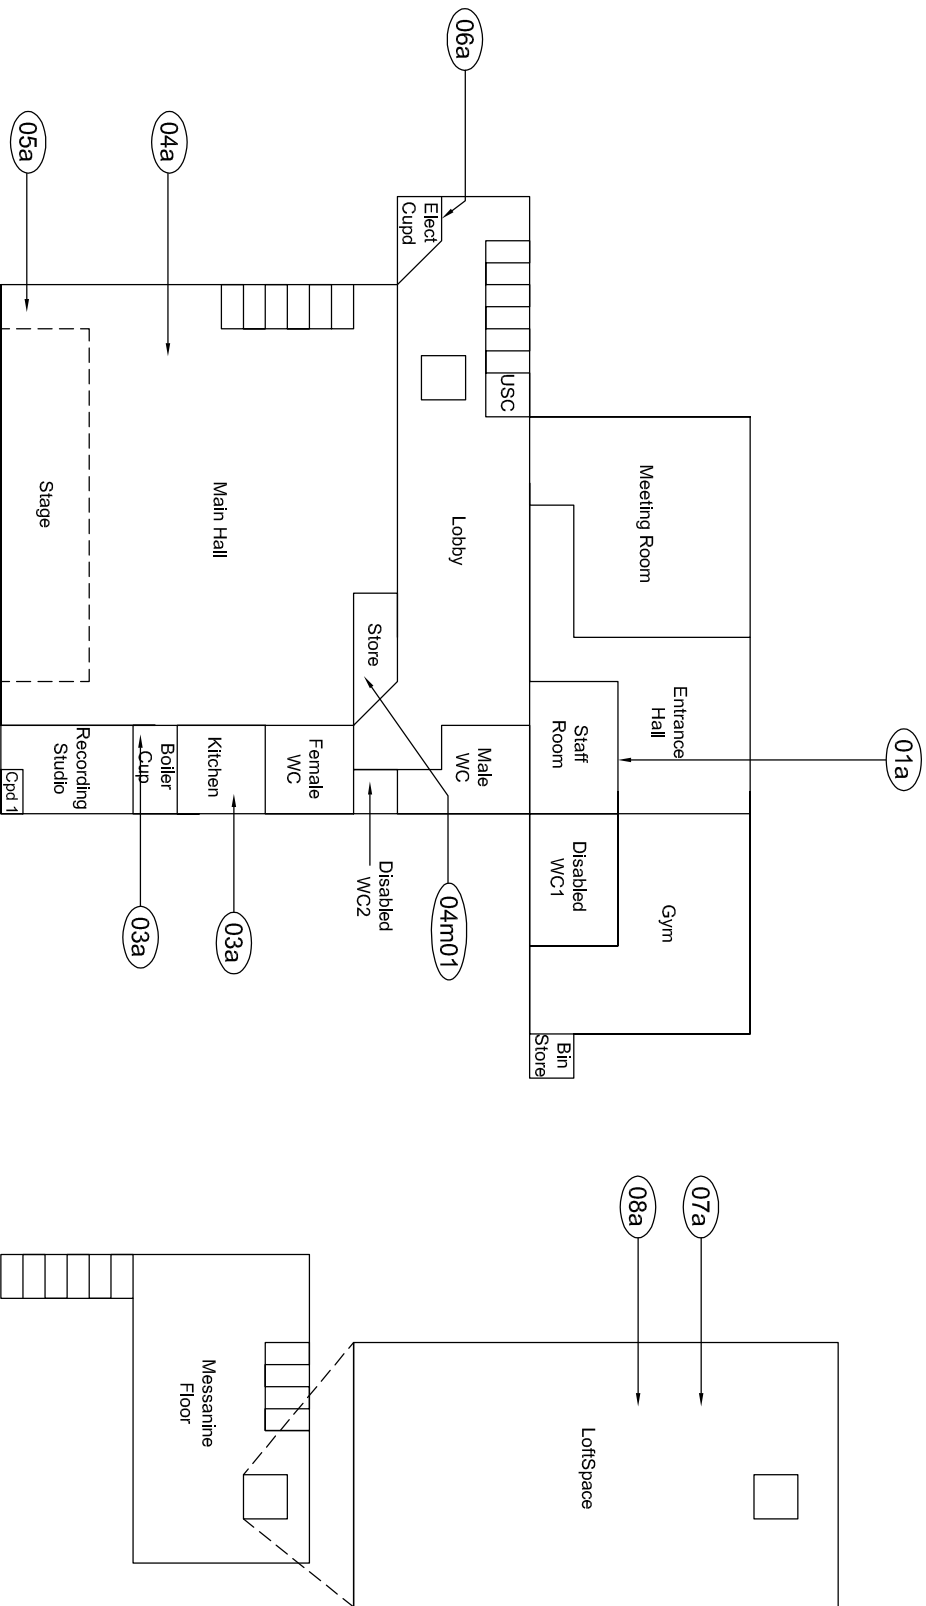 01a
07a
08a
06a
04a
05a
Meeting Room
Entrance
Hall
Gym
Elect
Cupd
USC
Lobby
Staff
Room
Disabled
WC1
Bin
Store
Main Hall
Store
Male
WC
Disabled
WC2
04m01
Female
WC
Kitchen
03a
Boiler
Cup
03a
Stage
Recording
Studio
Cpd 1
LoftSpace
Messanine
Floor